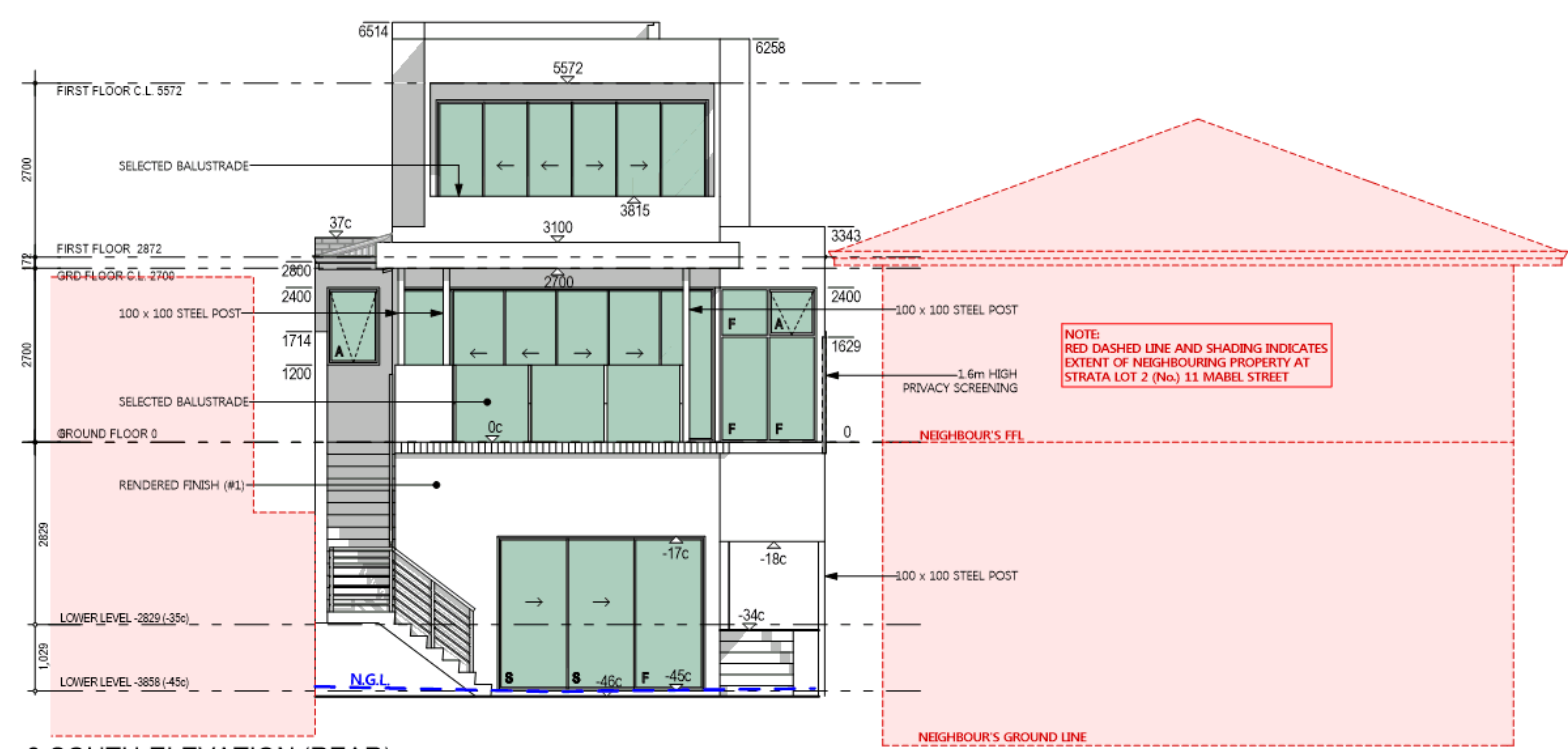 6514
6258
5572
FIRST FLOOR C.L. 5572
2700
SELECTED BALUSTRADE
3815
37c
3100
3343
FIRST FLOOR 2872
172
2800
GRD FLOOR C.L. 2700
2700
2400
2400
100 x 100 STEEL POST
100 x 100 STEEL POST
F
A
NOTE:
RED DASHED LINE AND SHADING INDICATES
EXTENT OF NEIGHBOURING PROPERTY AT
STRATA LOT 2 (No.) 11 MABEL STREET
1714
1629
A
2700
1200
1.6m HIGH
PRIVACY SCREENING
SELECTED BALUSTRADE
0c
F F
0
GROUND FLOOR 0
NEIGHBOUR'S FFL
RENDERED FINISH (#1)
2829
-17c
-18c
100 x 100 STEEL POST
-34c
LOWER LEVEL -2829 (-35c)
1,029
N.G.L.
S S F
-46c
-45c
LOWER LEVEL -3858 (-45c)
NEIGHBOUR'S GROUND LINE